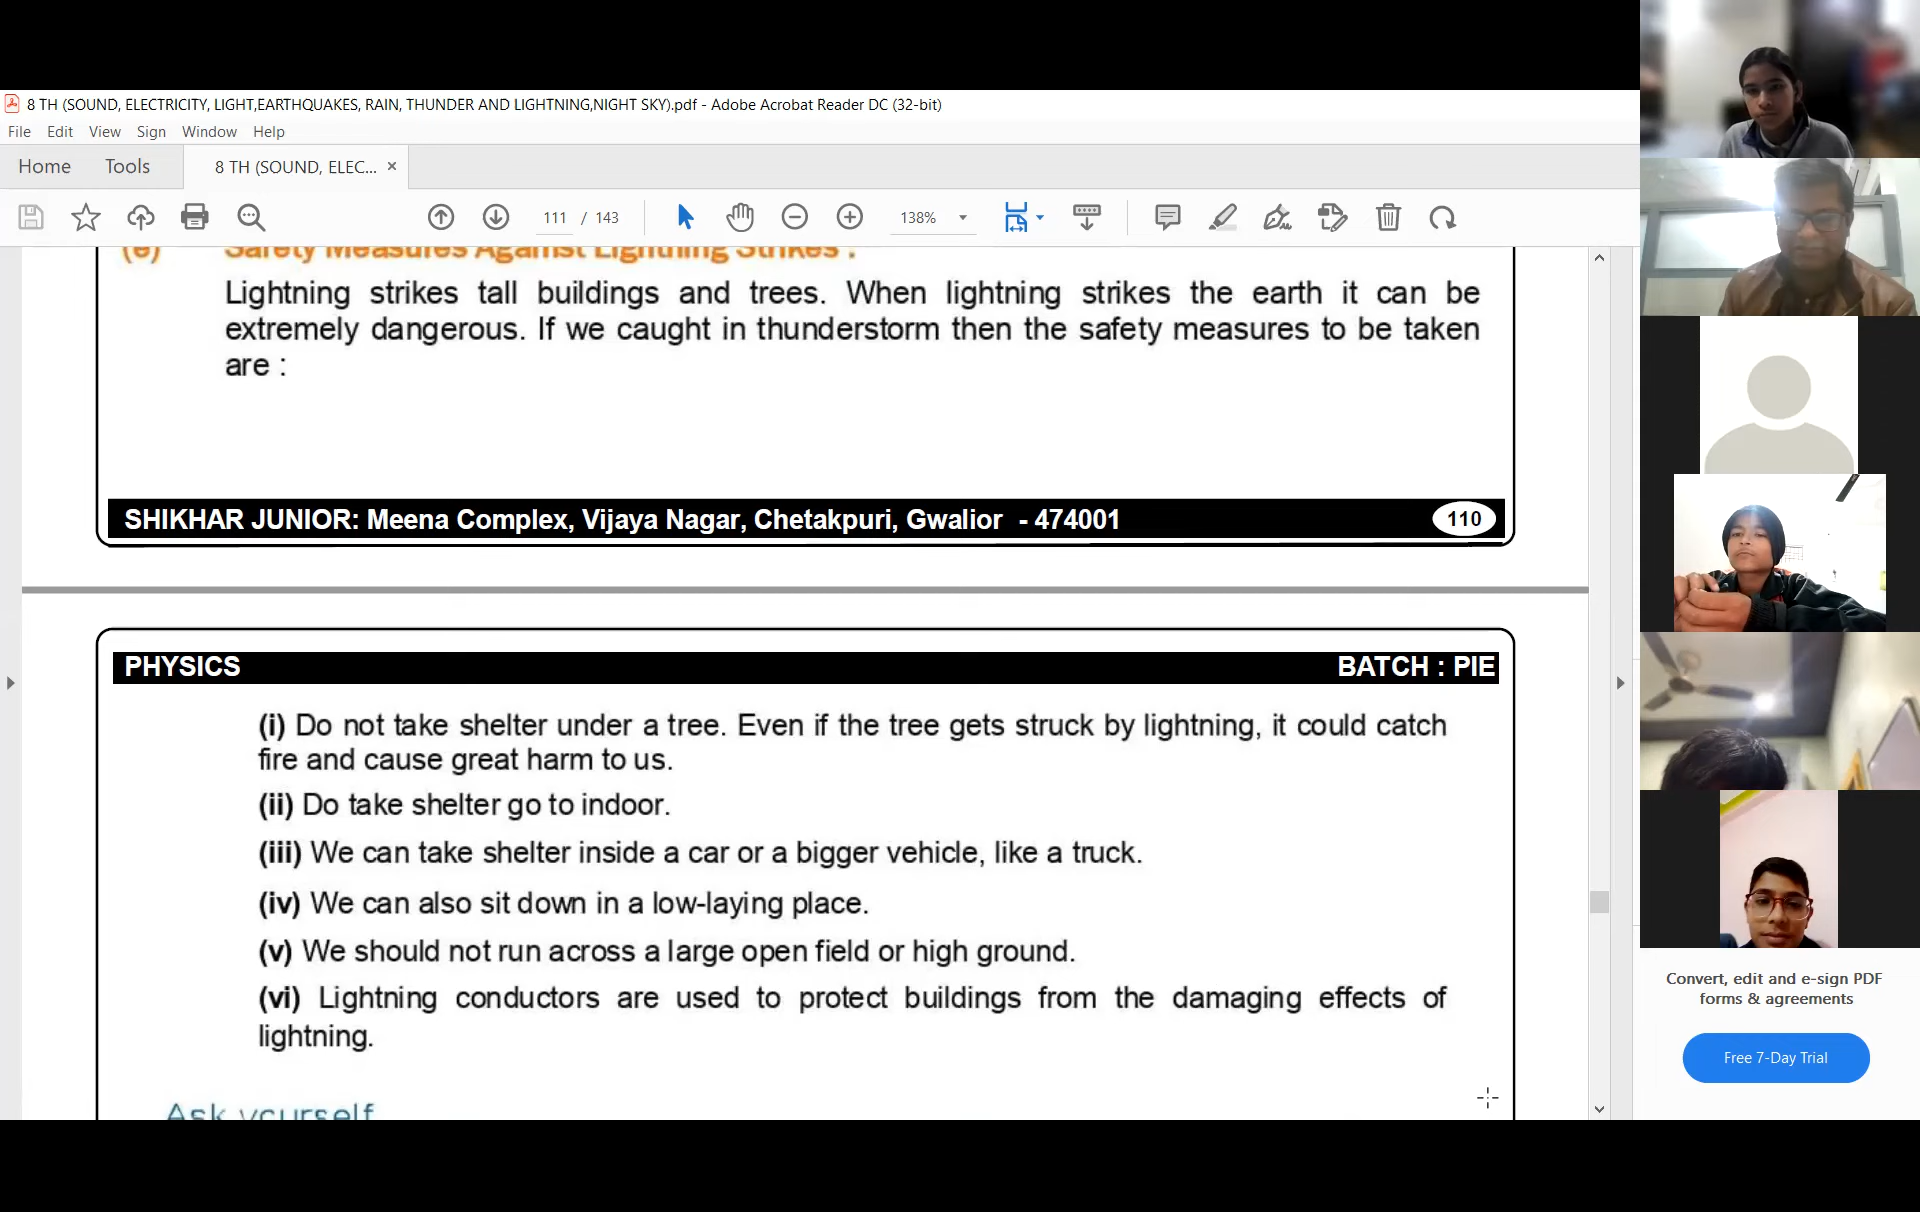 8 TH (SOUND, ELECTRICITY, LIGHT,EARTHQUAKES, RAIN, THUNDER AND LIGHTNING,NIGHT SKY).pdf - Adobe Acrobat Reader DC (32-bit)
File Edit View Sign Window Help
Home Tools 8 TH (SOUND, ELEC... ×
111 / 143 138%
(e) Safety Measures Against Lightning Strikes :
Lightning strikes tall buildings and trees. When lightning strikes the earth it can be
extremely dangerous. If we caught in thunderstorm then the safety measures to be taken
are :
SHIKHAR JUNIOR: Meena Complex, Vijaya Nagar, Chetakpuri, Gwalior - 474001 110
PHYSICS BATCH : PIE
(i) Do not take shelter under a tree. Even if the tree gets struck by lightning, it could catch
fire and cause great harm to us.
(ii) Do take shelter go to indoor.
(iii) We can take shelter inside a car or a bigger vehicle, like a truck.
(iv) We can also sit down in a low-laying place.
(v) We should not run across a large open field or high ground.
(vi) Lightning conductors are used to protect buildings from the damaging effects of
lightning.
Ask yourself
Convert, edit and e-sign PDF
forms & agreements
Free 7-Day Trial